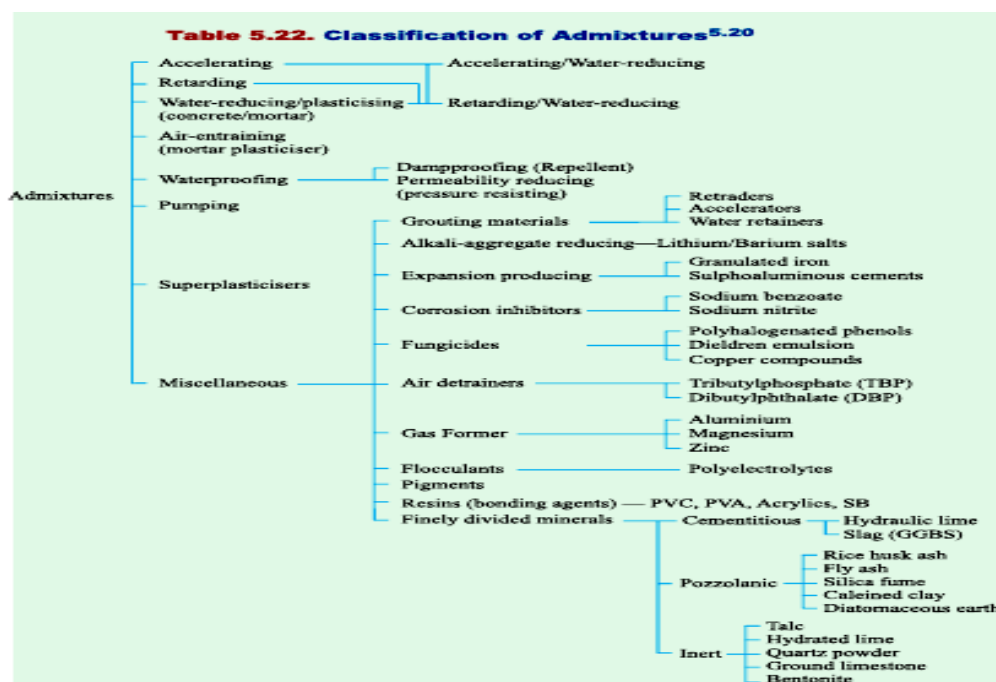 Table 5.22. Classification of Admixtures5.20
Accelerating
Accelerating/Water-reducing
Retarding
Water-reducing/plasticising
(concrete/mortar)
Retarding/Water-reducing
Air-entraining
(mortar plasticiser)
Waterproofing
Dampproofing (Repellent)
Permeability reducing
(pressure resisting)
Admixtures
Pumping
Grouting materials
Retraders
Accelerators
Water retainers
Alkali-aggregate reducing—Lithium/Barium salts
Superplasticisers
Expansion producing
Granulated iron
Sulphoaluminous cements
Corrosion inhibitors
Sodium benzoate
Sodium nitrite
Fungicides
Polyhalogenated phenols
Dieldren emulsion
Copper compounds
Miscellaneous
Air detrainers
Tributylphosphate (TBP)
Dibutylphthalate (DBP)
Gas Former
Aluminium
Magnesium
Zinc
Flocculants
Polyelectrolytes
Pigments
Resins (bonding agents) — PVC, PVA, Acrylics, SB
Finely divided minerals
Cementitious
Hydraulic lime
Slag (GGBS)
Pozzolanic
Rice husk ash
Fly ash
Silica fume
Calcined clay
Diatomaceous earth
Inert
Talc
Hydrated lime
Quartz powder
Ground limestone
Bentonite